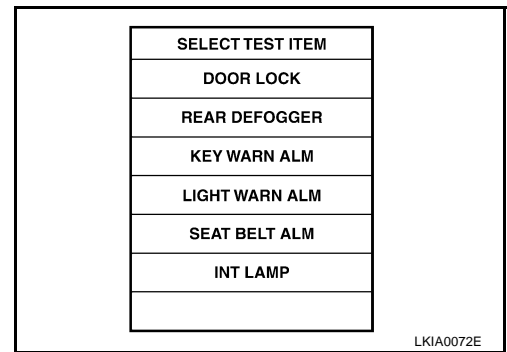 SELECT TEST ITEM
DOOR LOCK
REAR DEFOGGER
KEY WARN ALM
LIGHT WARN ALM
SEAT BELT ALM
INT LAMP
LKIA0072E